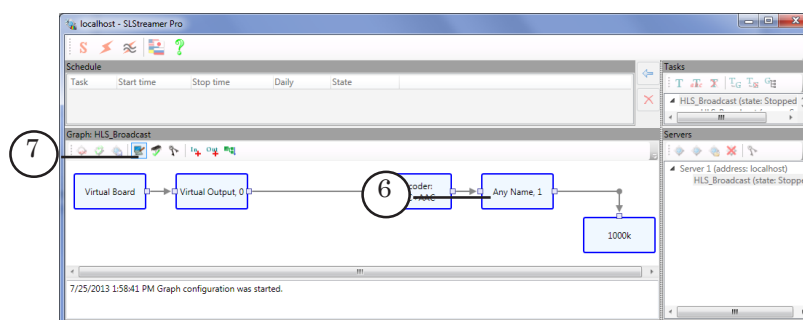 localhost - SLStreamer Pro
S
Schedule
Task Start time Stop time Daily State
Tasks
HLS_Broadcast (state: Stopped
Graph: HLS_Broadcast
Servers
Server 1 (address: localhost)
HLS_Broadcast (state: Stoppe
7
Virtual Board
Virtual Output, 0
6
coder:
AAC
Any Name, 1
1000k
7/25/2013 1:58:41 PM Graph configuration was started.